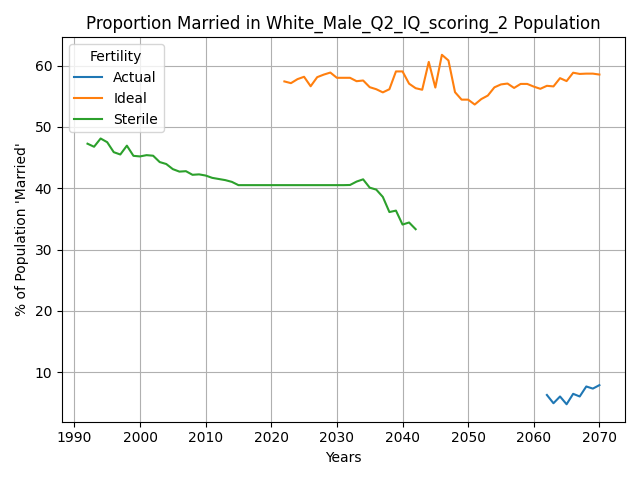 Proportion Married in White_Male_Q2_IQ_scoring_2 Population
Fertility
Actual
Ideal
Sterile
% of Population 'Married'
60
50
40
30
20
10
1990 2000 2010 2020 2030 2040 2050 2060 2070
Years